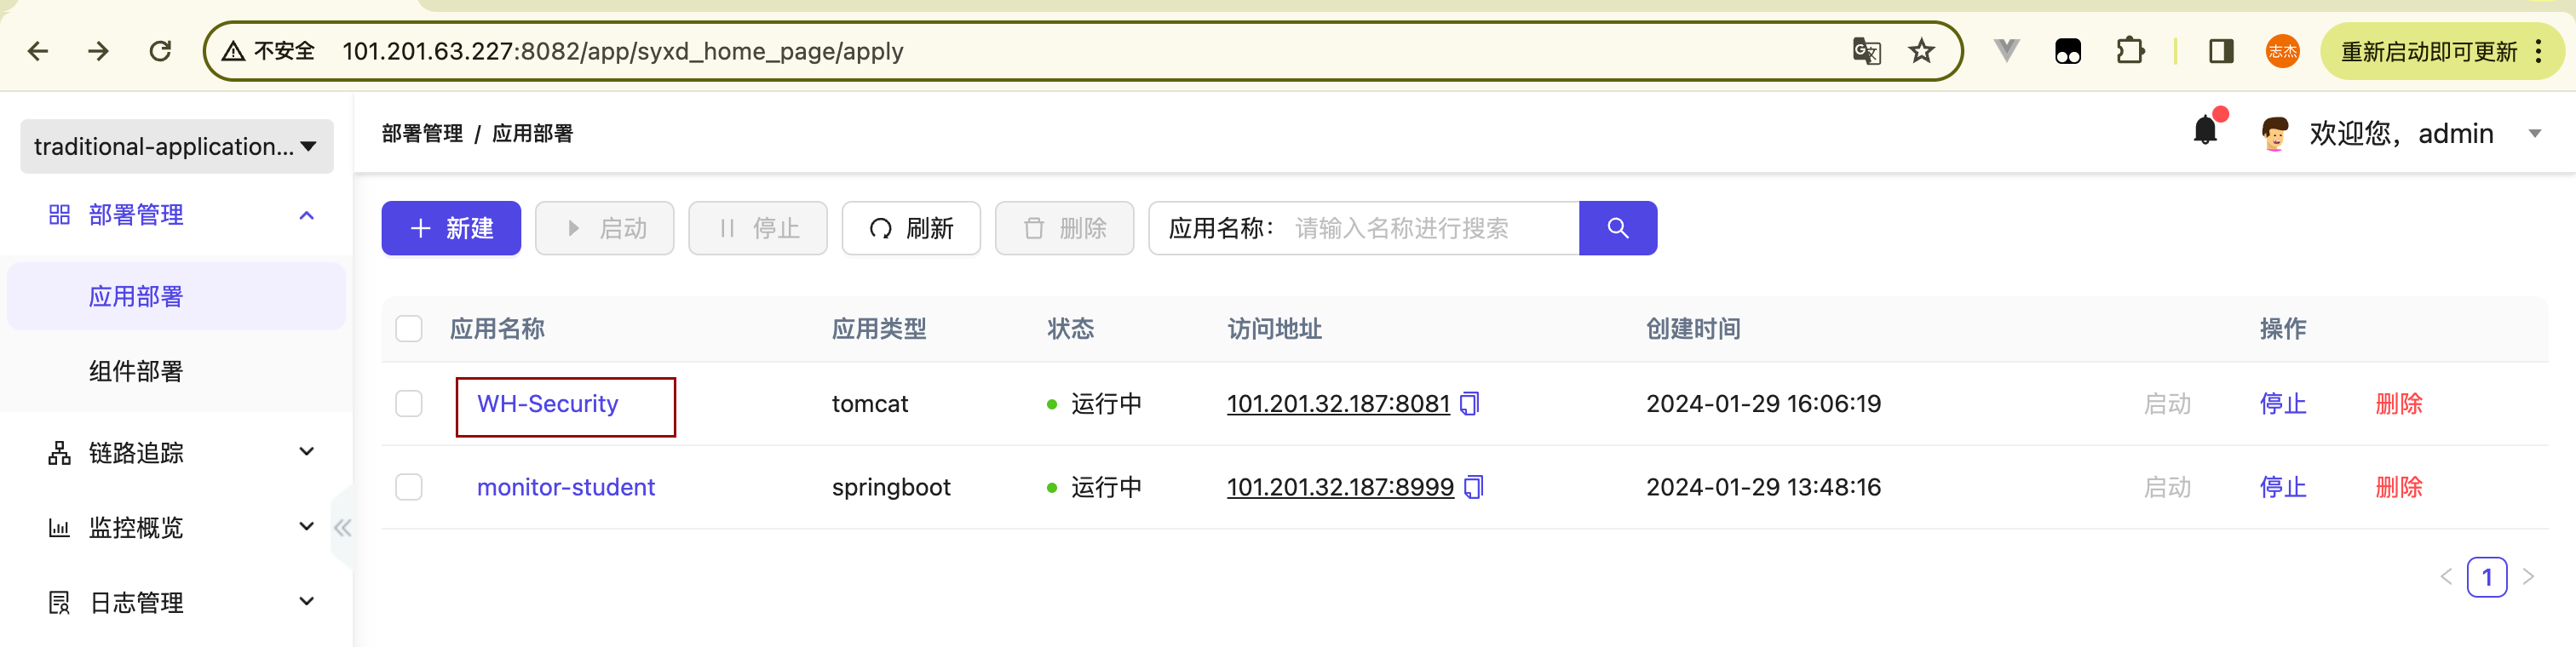 不安全 101.201.63.227:8082/app/syxd_home_page/apply 志杰 重新启动即可更新
traditional-application... 部署管理 / 应用部署 欢迎您，admin
部署管理
新建 启动 停止 刷新 删除 应用名称： 请输入名称进行搜索
应用部署
应用名称 应用类型 状态 访问地址 创建时间 操作
组件部署
WH-Security tomcat 运行中 101.201.32.187:8081 2024-01-29 16:06:19 启动 停止 删除
链路追踪
monitor-student springboot 运行中 101.201.32.187:8999 2024-01-29 13:48:16 启动 停止 删除
监控概览
1
日志管理